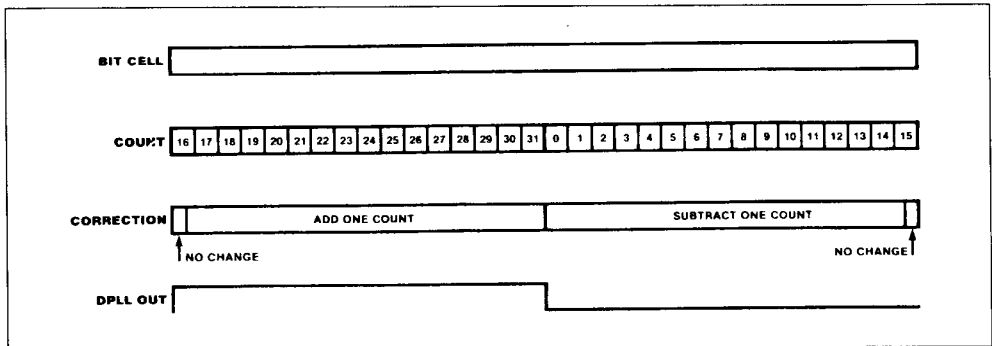 BIT CELL
COUNT 16 17 18 19 20 21 22 23 24 25 26 27 28 29 30 31 0 1 2 3 4 5 6 7 8 9 10 11 12 13 14 15
CORRECTION ADD ONE COUNT SUBTRACT ONE COUNT
NO CHANGE NO CHANGE
DPLL OUT